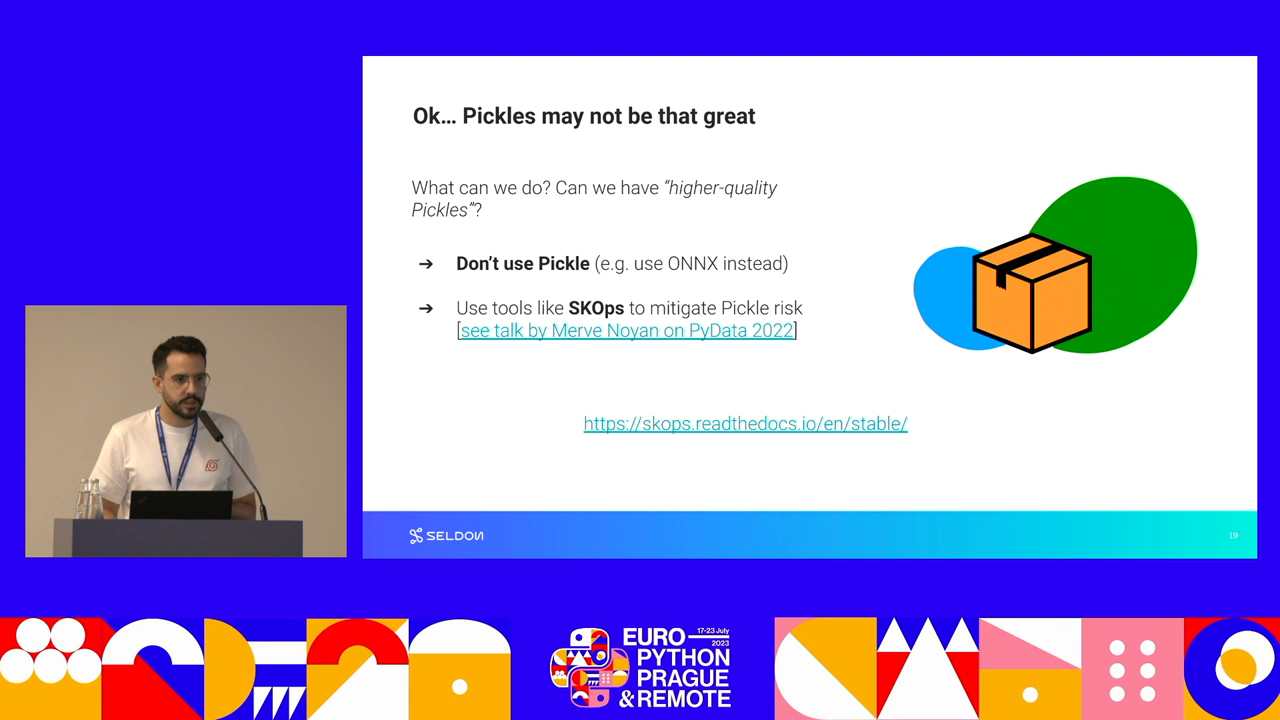 Ok… Pickles may not be that great
What can we do? Can we have “higher-quality
Pickles”?
➔ Don’t use Pickle (e.g. use ONNX instead)
➔ Use tools like SKOps to mitigate Pickle risk
[see talk by Merve Noyan on PyData 2022]
https://skops.readthedocs.io/en/stable/
SELDON
19
17-23 July
2023
EURO
PYTHON
PRAGUE
& REMOTE